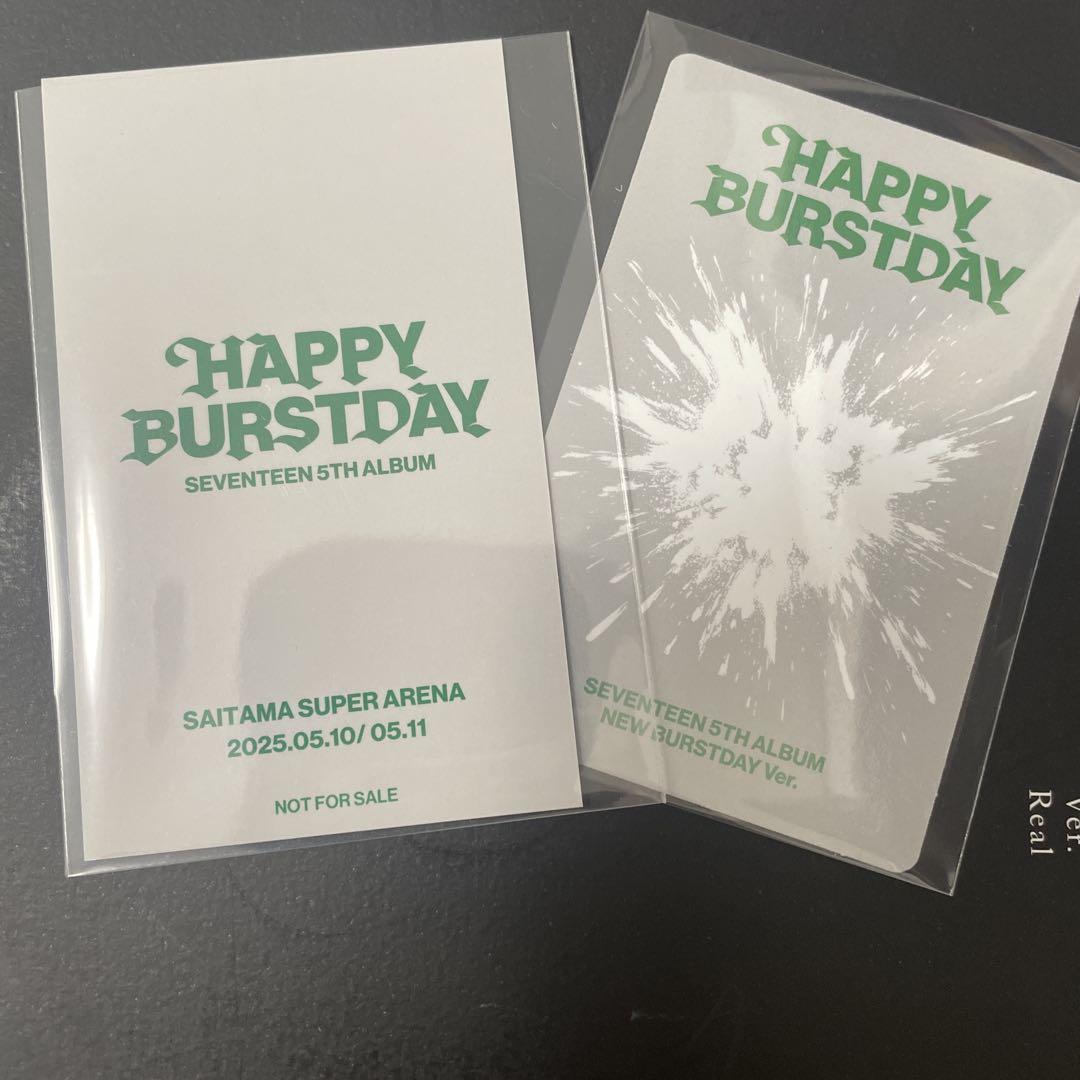 HAPPY
BURSTDAY
SEVENTEEN 5TH ALBUM
SAITAMA SUPER ARENA
2025.05.10/ 05.11
NOT FOR SALE
HAPPY
BURSTDAY
SEVENTEEN 5TH ALBUM
NEW BURSTDAY Ver.
Ver.
Real